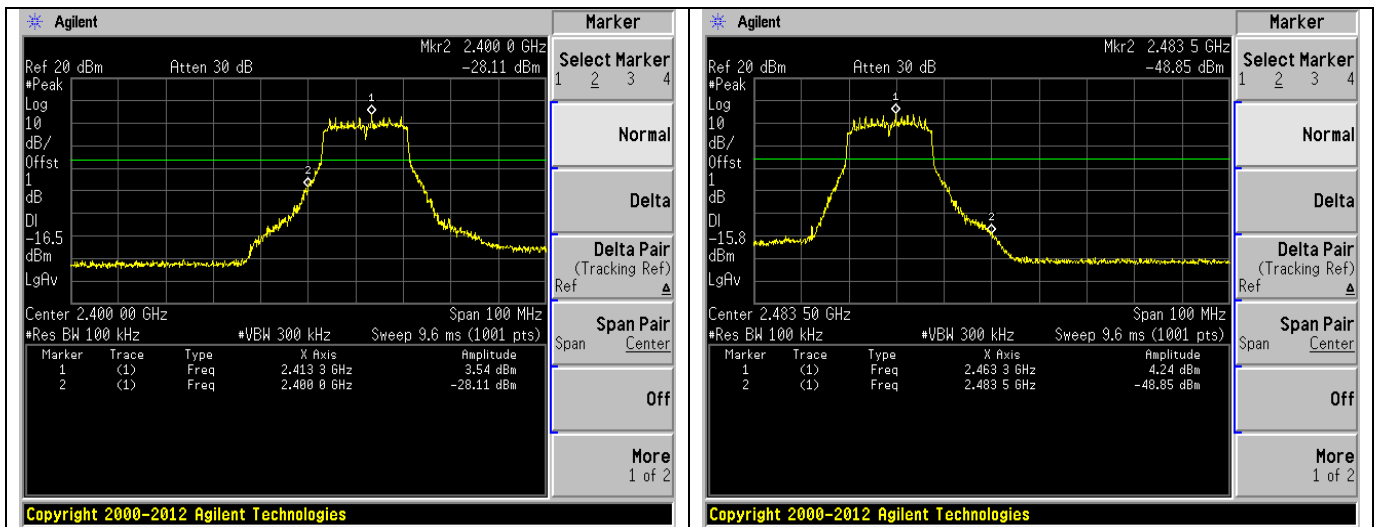 Agilent
Marker
Mkr2 2.400 0 GHz
Ref 20 dBm Atten 30 dB -28.11 dBm
#Peak
Log
10
dB/
Offst
1
dB
DI
-16.5
dBm
LgAv
1
2
Center 2.400 00 GHz Span 100 MHz
#Res BW 100 kHz #VBW 300 kHz Sweep 9.6 ms (1001 pts)
Marker Trace Type X Axis Amplitude
1 (1) Freq 2.413 3 GHz 3.54 dBm
2 (1) Freq 2.400 0 GHz -28.11 dBm
Select Marker
1 2 3 4
Normal
Delta
Delta Pair
(Tracking Ref)
Ref Δ
Span Pair
Span Center
Off
More
1 of 2
Copyright 2000-2012 Agilent Technologies
Agilent
Marker
Mkr2 2.483 5 GHz
Ref 20 dBm Atten 30 dB -48.85 dBm
#Peak
Log
10
dB/
Offst
1
dB
DI
-15.8
dBm
LgAv
1
2
Center 2.483 50 GHz Span 100 MHz
#Res BW 100 kHz #VBW 300 kHz Sweep 9.6 ms (1001 pts)
Marker Trace Type X Axis Amplitude
1 (1) Freq 2.463 3 GHz 4.24 dBm
2 (1) Freq 2.483 5 GHz -48.85 dBm
Select Marker
1 2 3 4
Normal
Delta
Delta Pair
(Tracking Ref)
Ref Δ
Span Pair
Span Center
Off
More
1 of 2
Copyright 2000-2012 Agilent Technologies